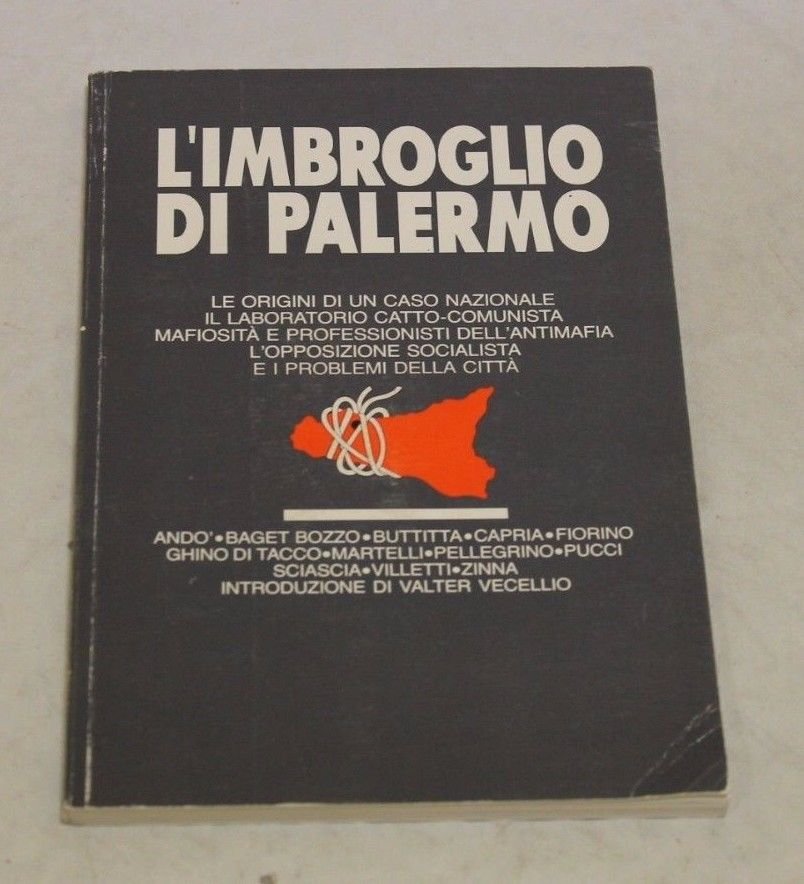 L'IMBROGLIO
DI PALERMO
LE ORIGINI DI UN CASO NAZIONALE
IL LABORATORIO CATTO-COMUNISTA
MAFIOSITÀ E PROFESSIONISTI DELL'ANTIMAFIA
L'OPPOSIZIONE SOCIALISTA
E I PROBLEMI DELLA CITTÀ
ANDO'•BAGET BOZZO•BUTTITTA•CAPRIA•FIORINO
GHINO DI TACCO•MARTELLI•PELLEGRINO•PUCCI
SCIASCIA•VILLETTI•ZINNA
INTRODUZIONE DI VALTER VECELLIO